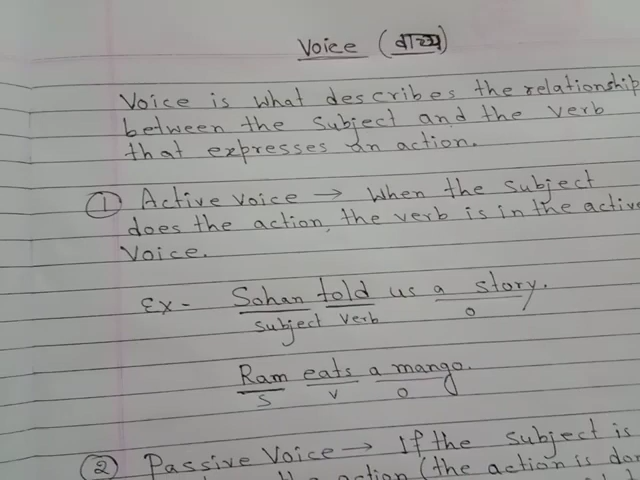 Voice (वाच्य)
Voice is what describes the relationship
between the subject and the verb
that expresses an action.
① Active voice → When the subject
does the action, the verb is in the active
Voice.
Ex- Sohan told us a story.
subject verb o
Ram eats a mango.
S v o
② Passive Voice → If the subject is
the action (the action is don